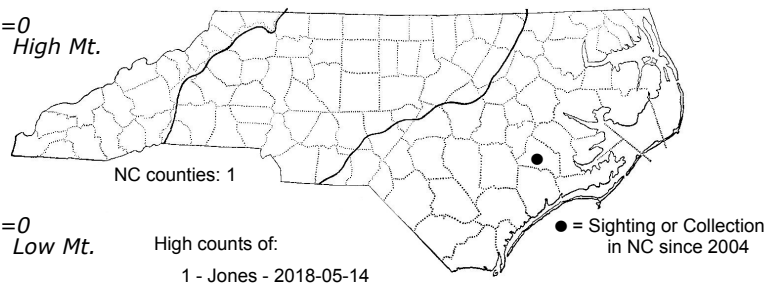 =0
High Mt.
NC counties: 1
=0
Low Mt.
High counts of:
1 - Jones - 2018-05-14
● = Sighting or Collection
in NC since 2004